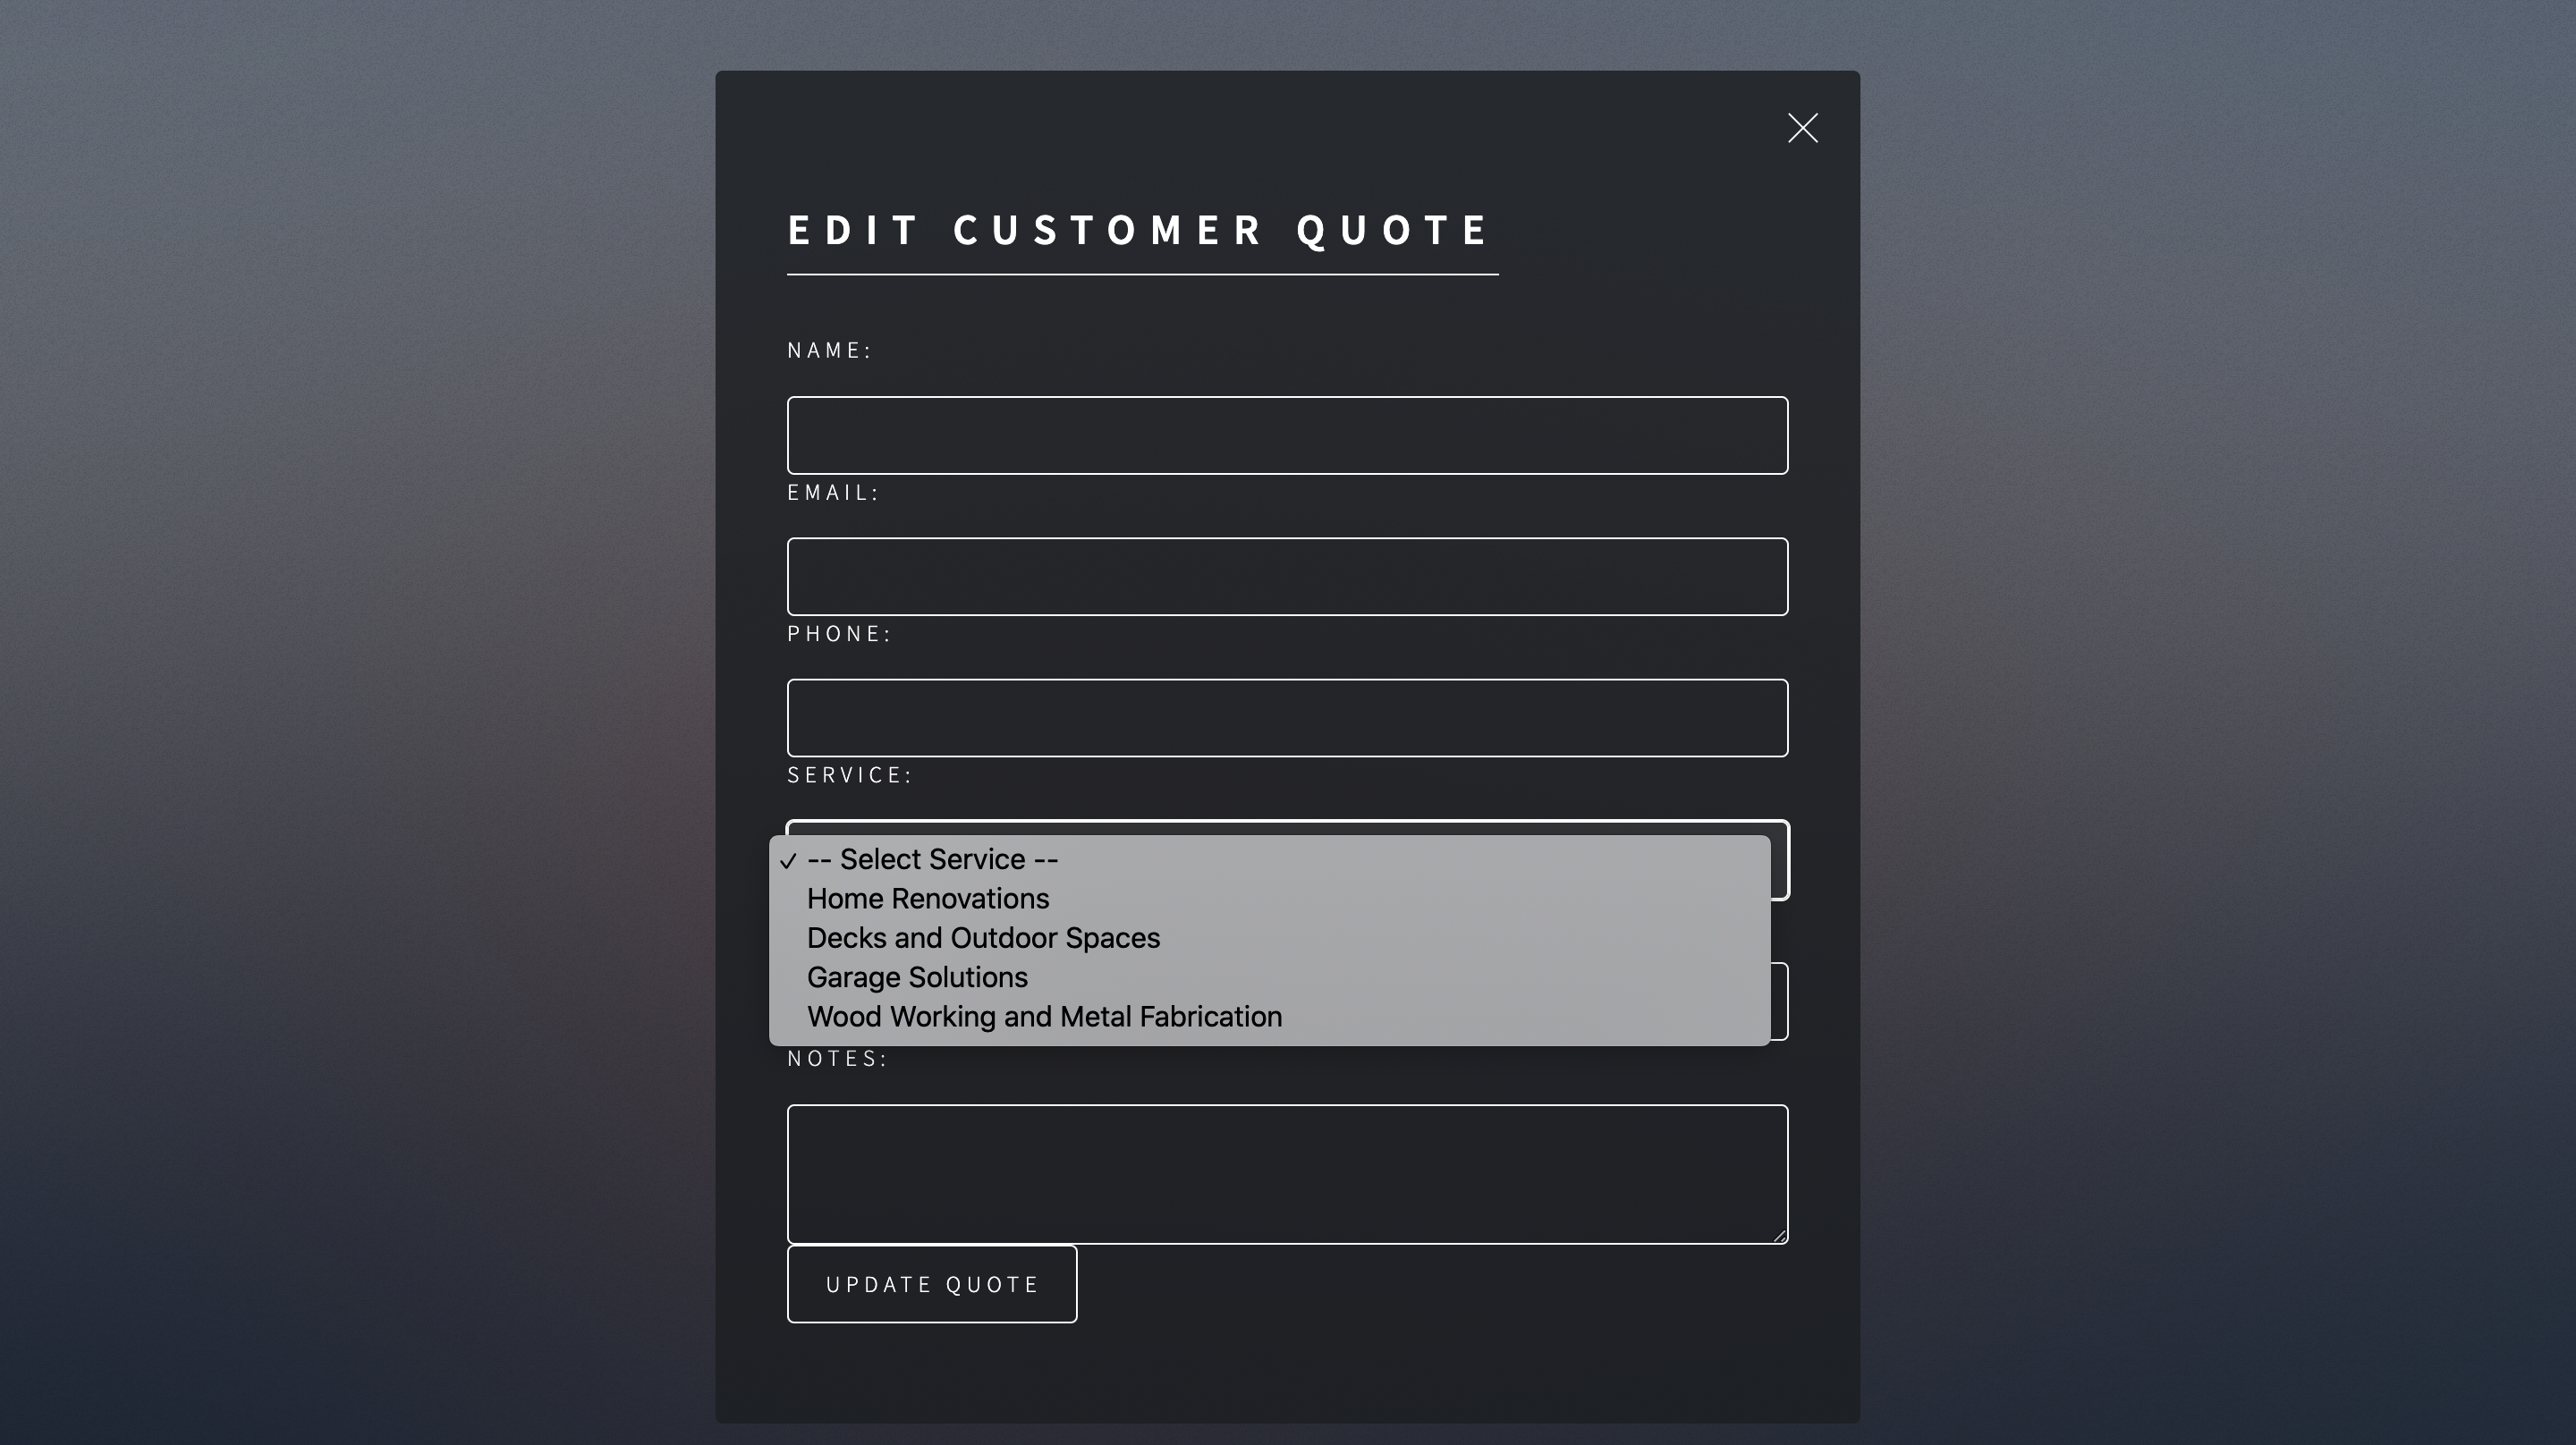 EDIT CUSTOMER QUOTE
NAME:
EMAIL:
PHONE:
SERVICE:
✓ -- Select Service --
Home Renovations
Decks and Outdoor Spaces
Garage Solutions
Wood Working and Metal Fabrication
NOTES:
UPDATE QUOTE